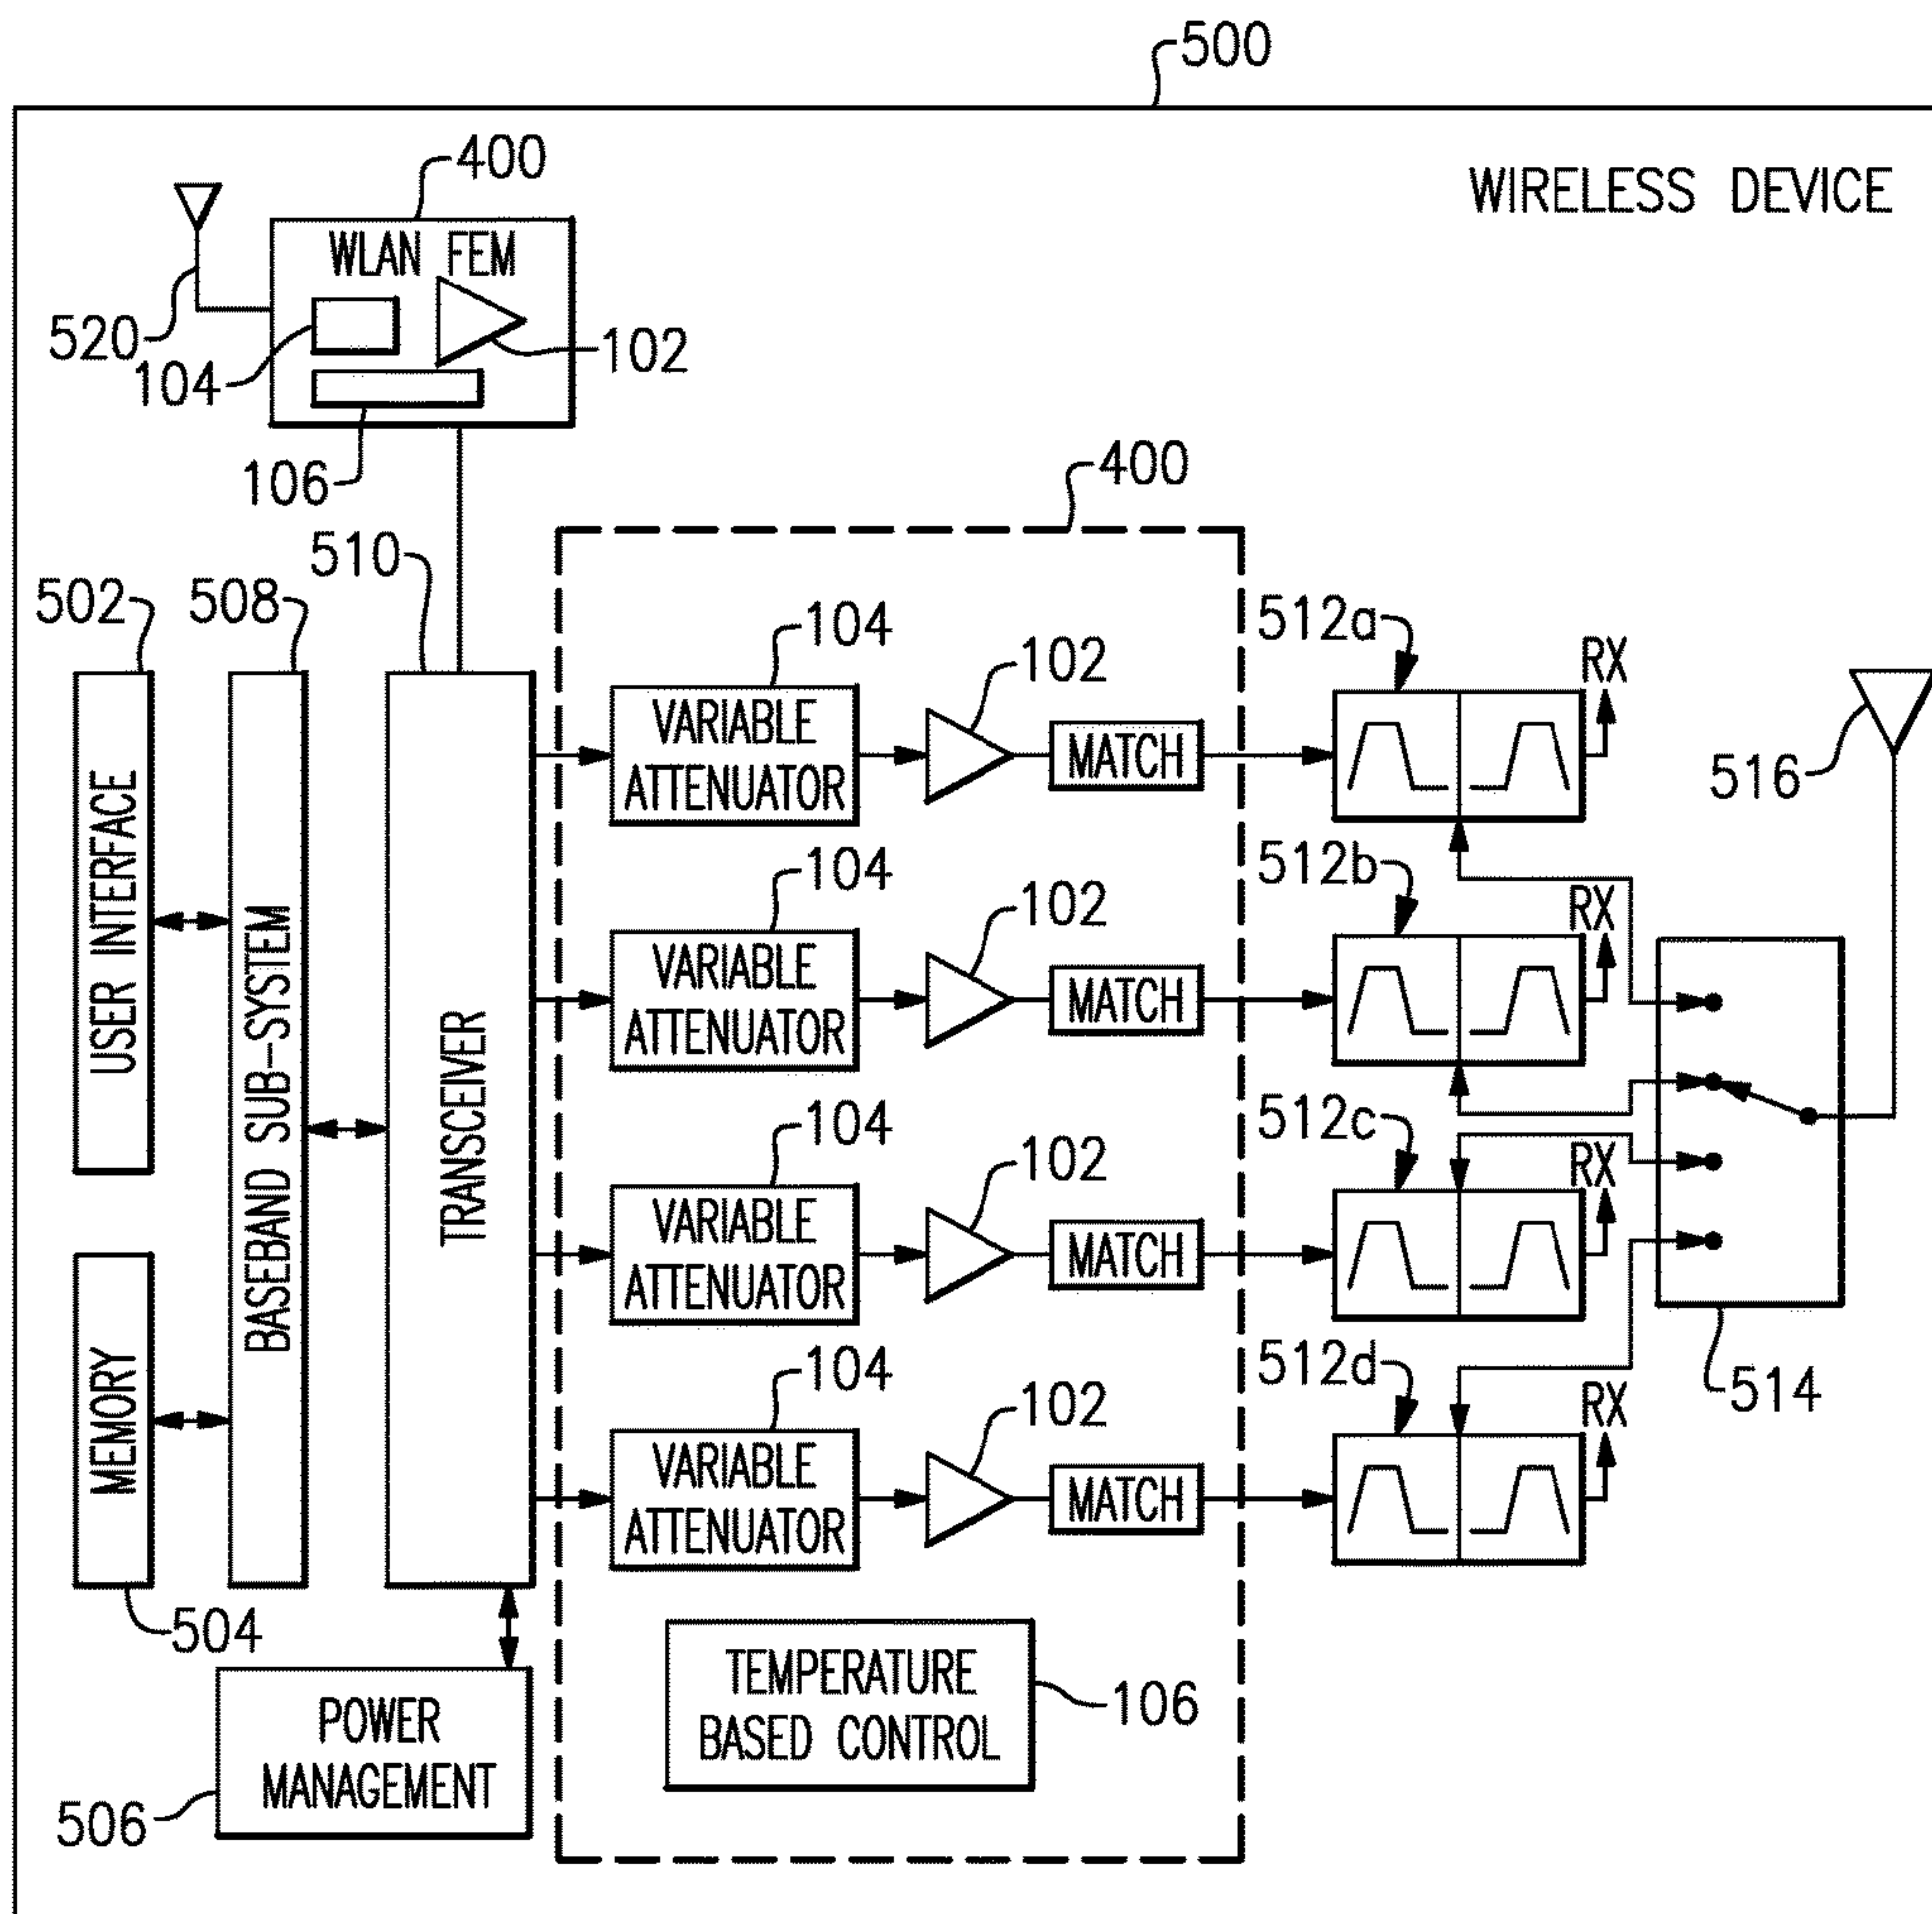 500
400
WIRELESS DEVICE
WLAN FEM
520
102
104
106
400
510
502
508
104
102
512a
RX
VARIABLE
ATTENUATOR
MATCH
516
104
102
512b
RX
VARIABLE
ATTENUATOR
MATCH
USER INTERFACE
BASEBAND SUB-SYSTEM
TRANSCEIVER
104
102
512c
RX
VARIABLE
ATTENUATOR
MATCH
MEMORY
104
102
512d
RX
514
VARIABLE
ATTENUATOR
MATCH
504
TEMPERATURE
BASED CONTROL
106
POWER
MANAGEMENT
506